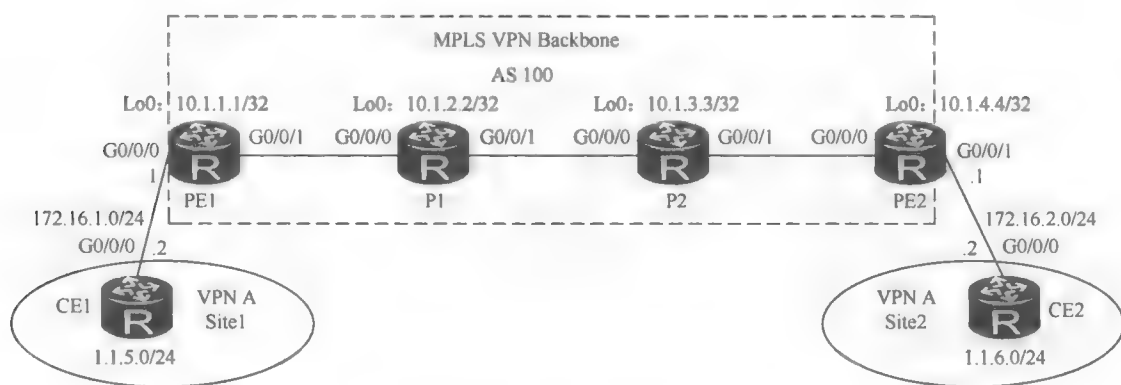 MPLS VPN Backbone
AS 100
Lo0: 10.1.1.1/32 Lo0: 10.1.2.2/32 Lo0: 10.1.3.3/32 Lo0: 10.1.4.4/32
G0/0/0 G0/0/1 G0/0/0 G0/0/1 G0/0/0 G0/0/1 G0/0/0 G0/0/1
R R R R
1 PE1 P1 P2 PE2 .1
172.16.1.0/24 172.16.2.0/24
G0/0/0 .2 .2 G0/0/0
CE1 R VPN A VPN A R CE2
Site1 Site2
1.1.5.0/24 1.1.6.0/24